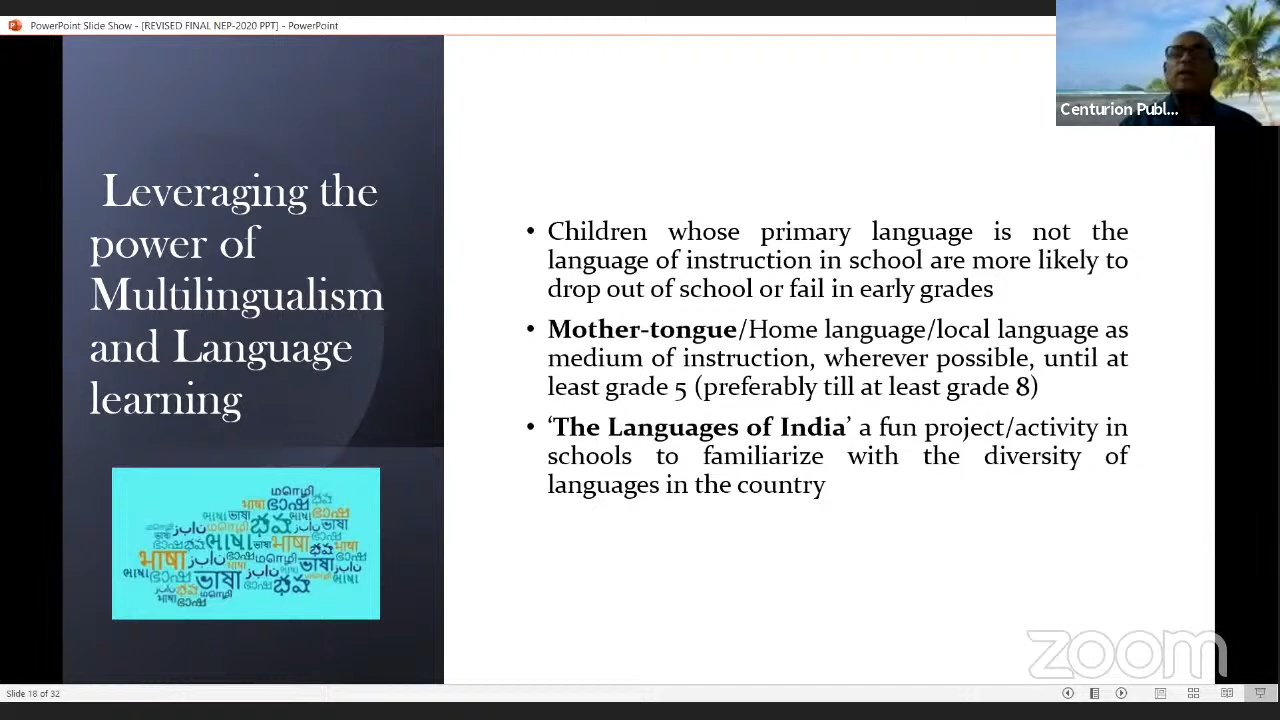 PowerPoint Slide Show - [REVISED FINAL NEP-2020 PPT] - PowerPoint
Centurion Publ...
Leveraging the
power of
Multilingualism
and Language
learning
• Children whose primary language is not the
language of instruction in school are more likely to
drop out of school or fail in early grades
• Mother-tongue/Home language/local language as
medium of instruction, wherever possible, until at
least grade 5 (preferably till at least grade 8)
• ‘The Languages of India’ a fun project/activity in
schools to familiarize with the diversity of
languages in the country
भाषा
भाषा
भाषा
zoom
Slide 18 of 32